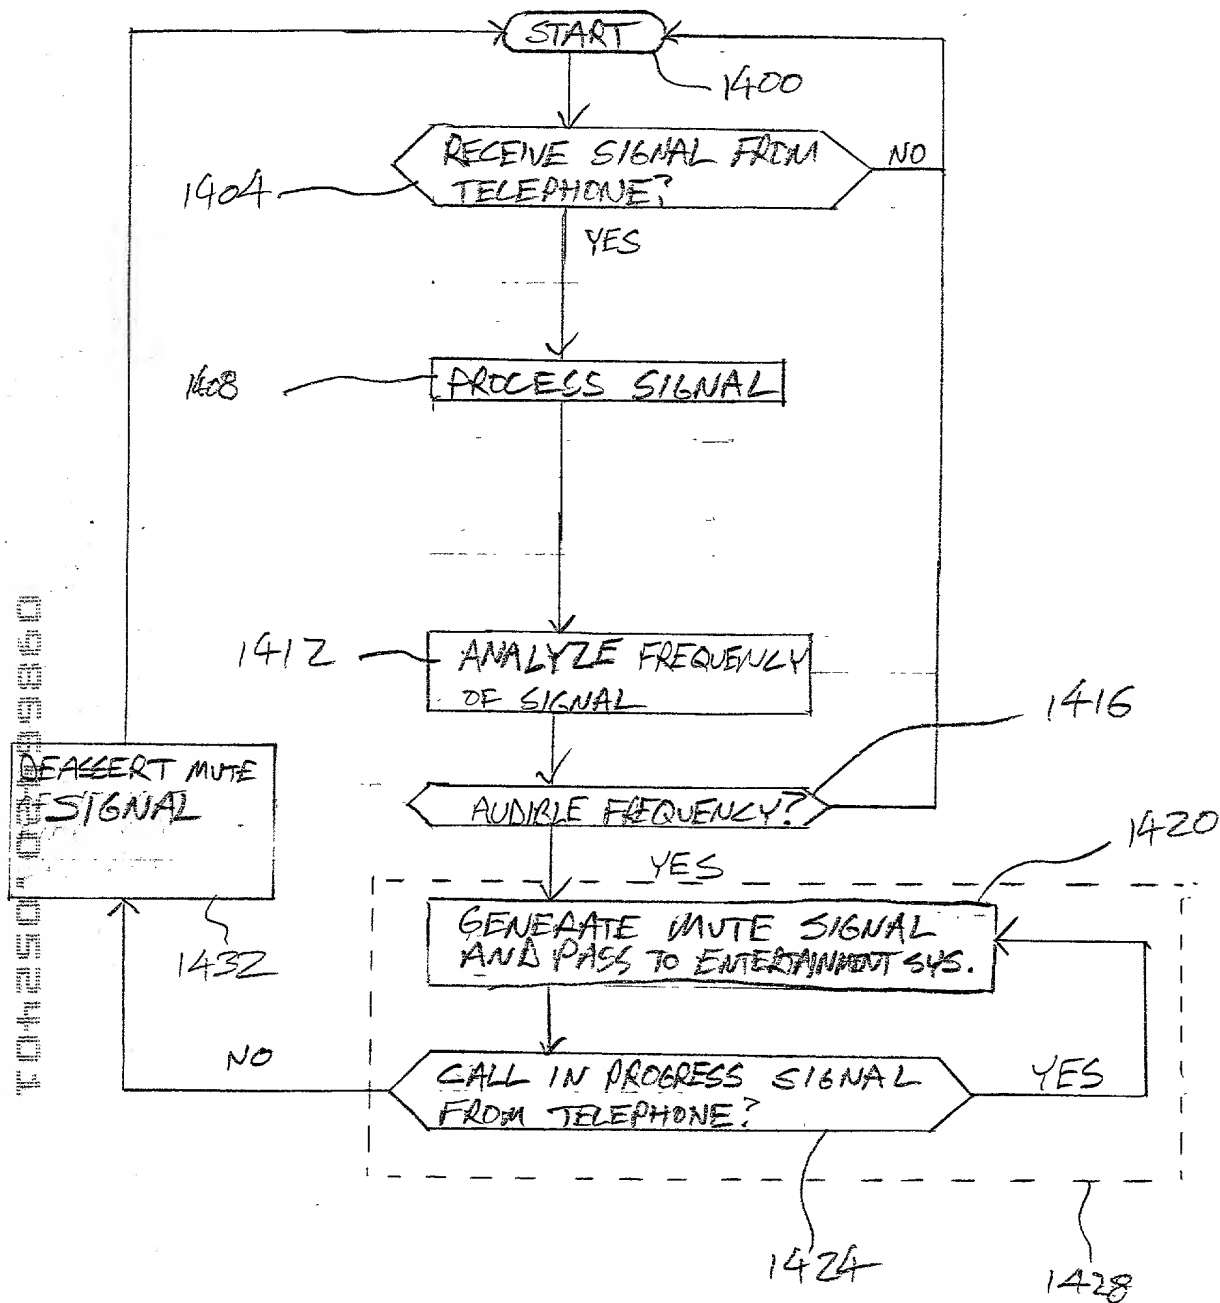 START
1400
RECEIVE SIGNAL FROM
TELEPHONE?
NO
1404
YES
1408
PROCESS SIGNAL
1412
ANALYZE FREQUENCY
OF SIGNAL
1416
DEASSERT MUTE
SIGNAL
AUDIBLE FREQUENCY?
1420
YES
GENERATE MUTE SIGNAL
AND PASS TO ENTERTAINMENT SYS.
1432
NO
CALL IN PROGRESS SIGNAL
FROM TELEPHONE?
YES
1424
1428